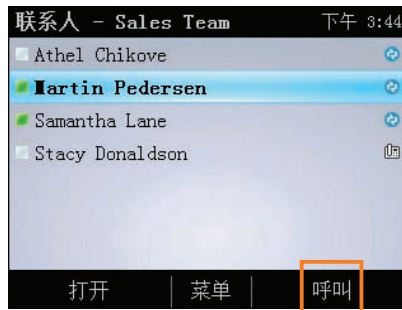 联系人 - Sales Team 下午 3:44
Athel Chikove
Martin Pedersen
Samantha Lane
Stacy Donaldson
打开 菜单 呼叫